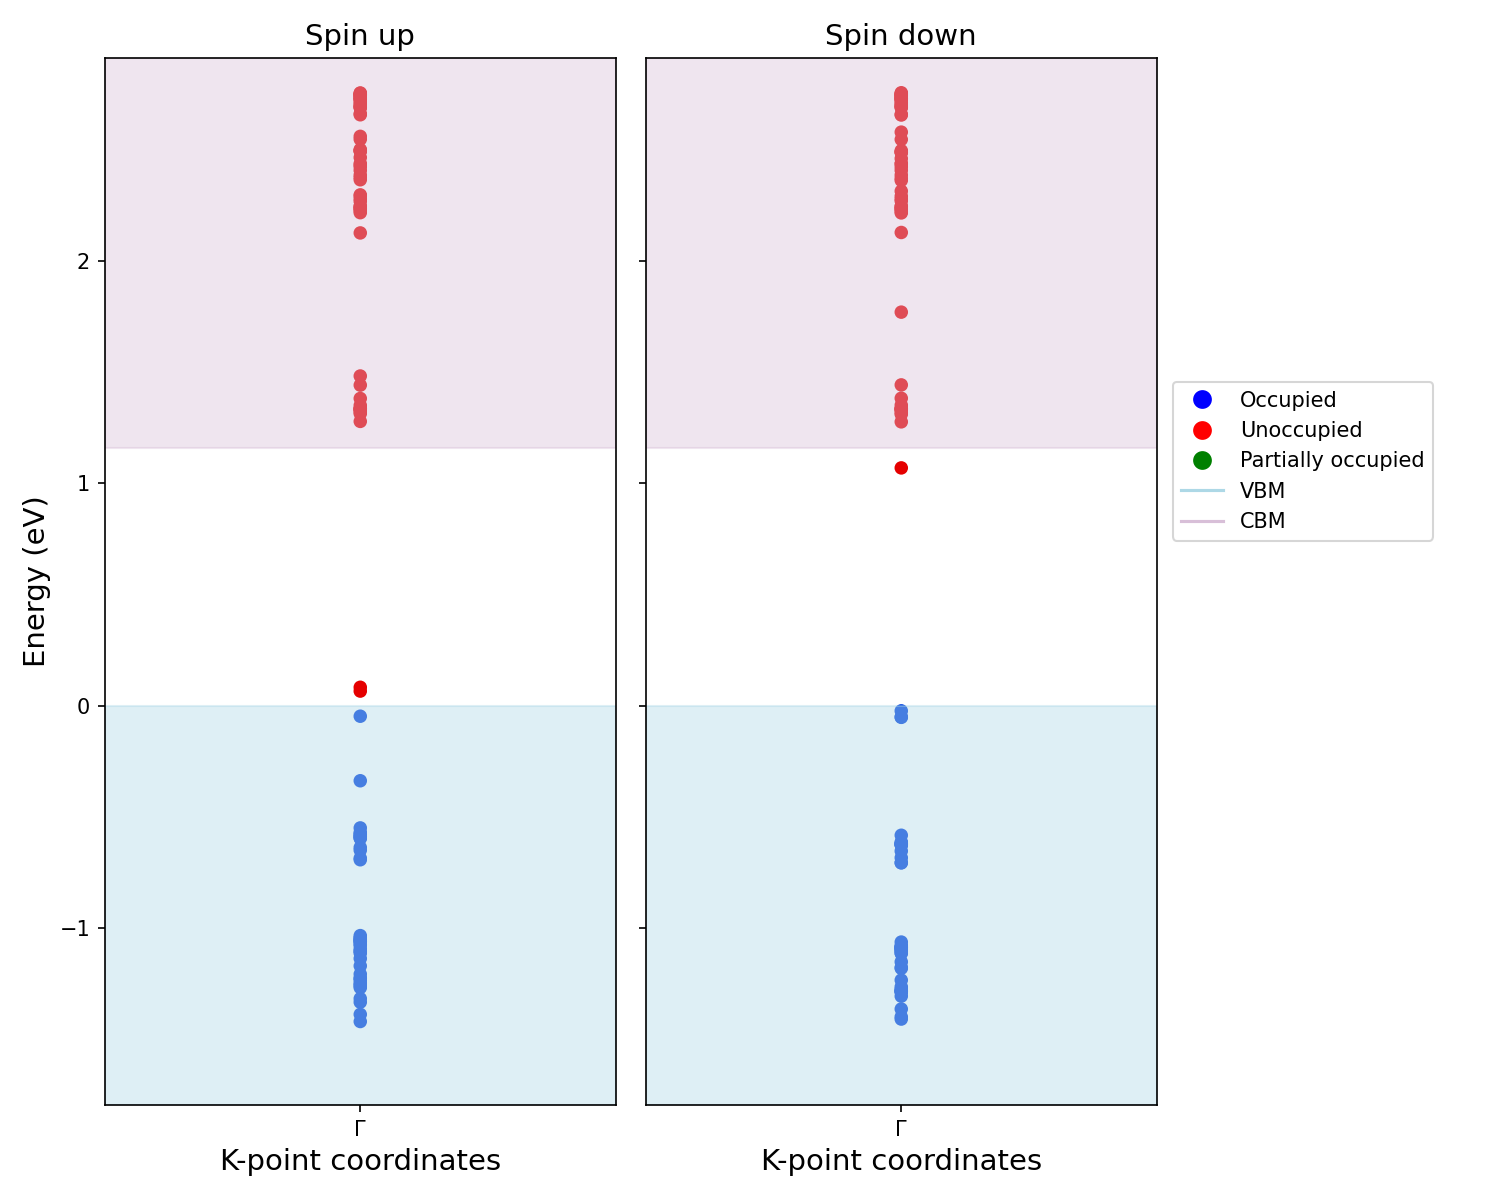 Spin up
Spin down
Energy (eV)
2
1
0
−1
Γ
Γ
K-point coordinates
K-point coordinates
Occupied
Unoccupied
Partially occupied
VBM
CBM